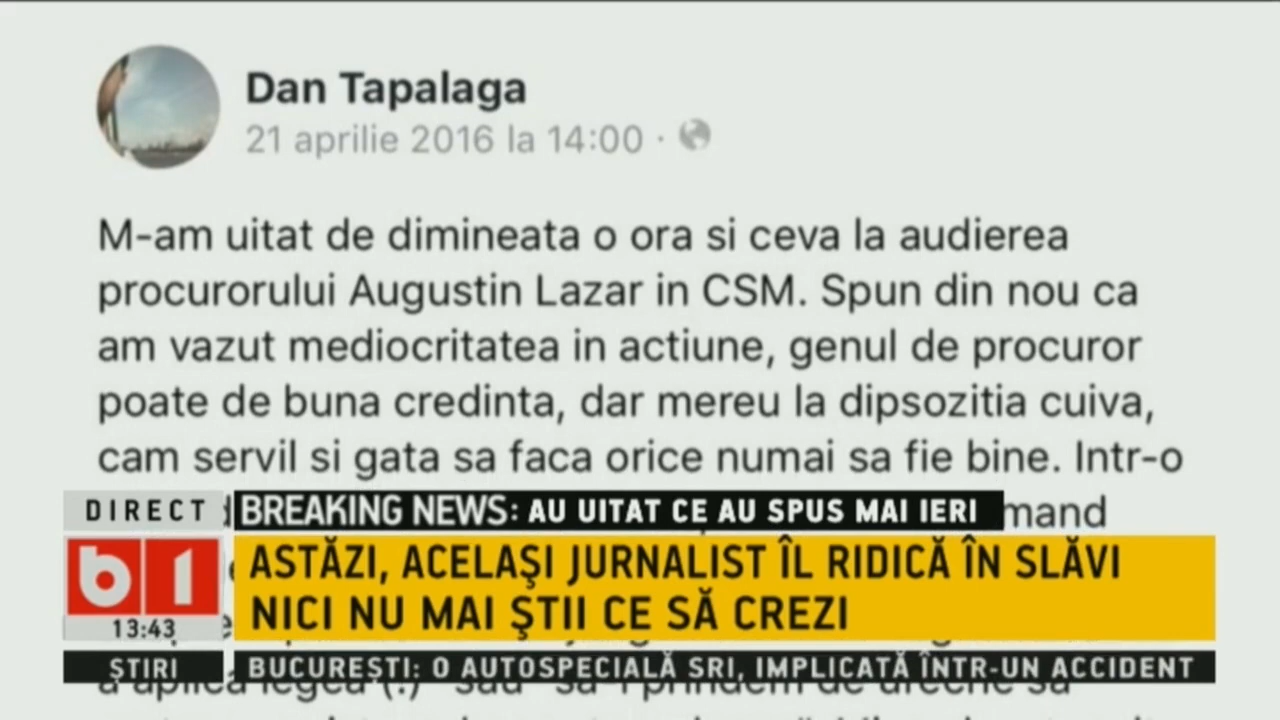 Dan Tapalaga
21 aprilie 2016 la 14:00
M-am uitat de dimineata o ora si ceva la audierea
procurorului Augustin Lazar in CSM. Spun din nou ca
am vazut mediocritatea in actiune, genul de procuror
poate de buna credinta, dar mereu la dipsozitia cuiva,
cam servil si gata sa faca orice numai sa fie bine. Intr-o
DIRECT
BREAKING NEWS: AU UITAT CE AU SPUS MAI IERI
mand
b1
ASTĂZI, ACELAŞI JURNALIST ÎL RIDICĂ ÎN SLĂVI
NICI NU MAI ŞTII CE SĂ CREZI
13:43
ŞTIRI
BUCUREŞTI: O AUTOSPECIALĂ SRI, IMPLICATĂ ÎNTR-UN ACCIDENT